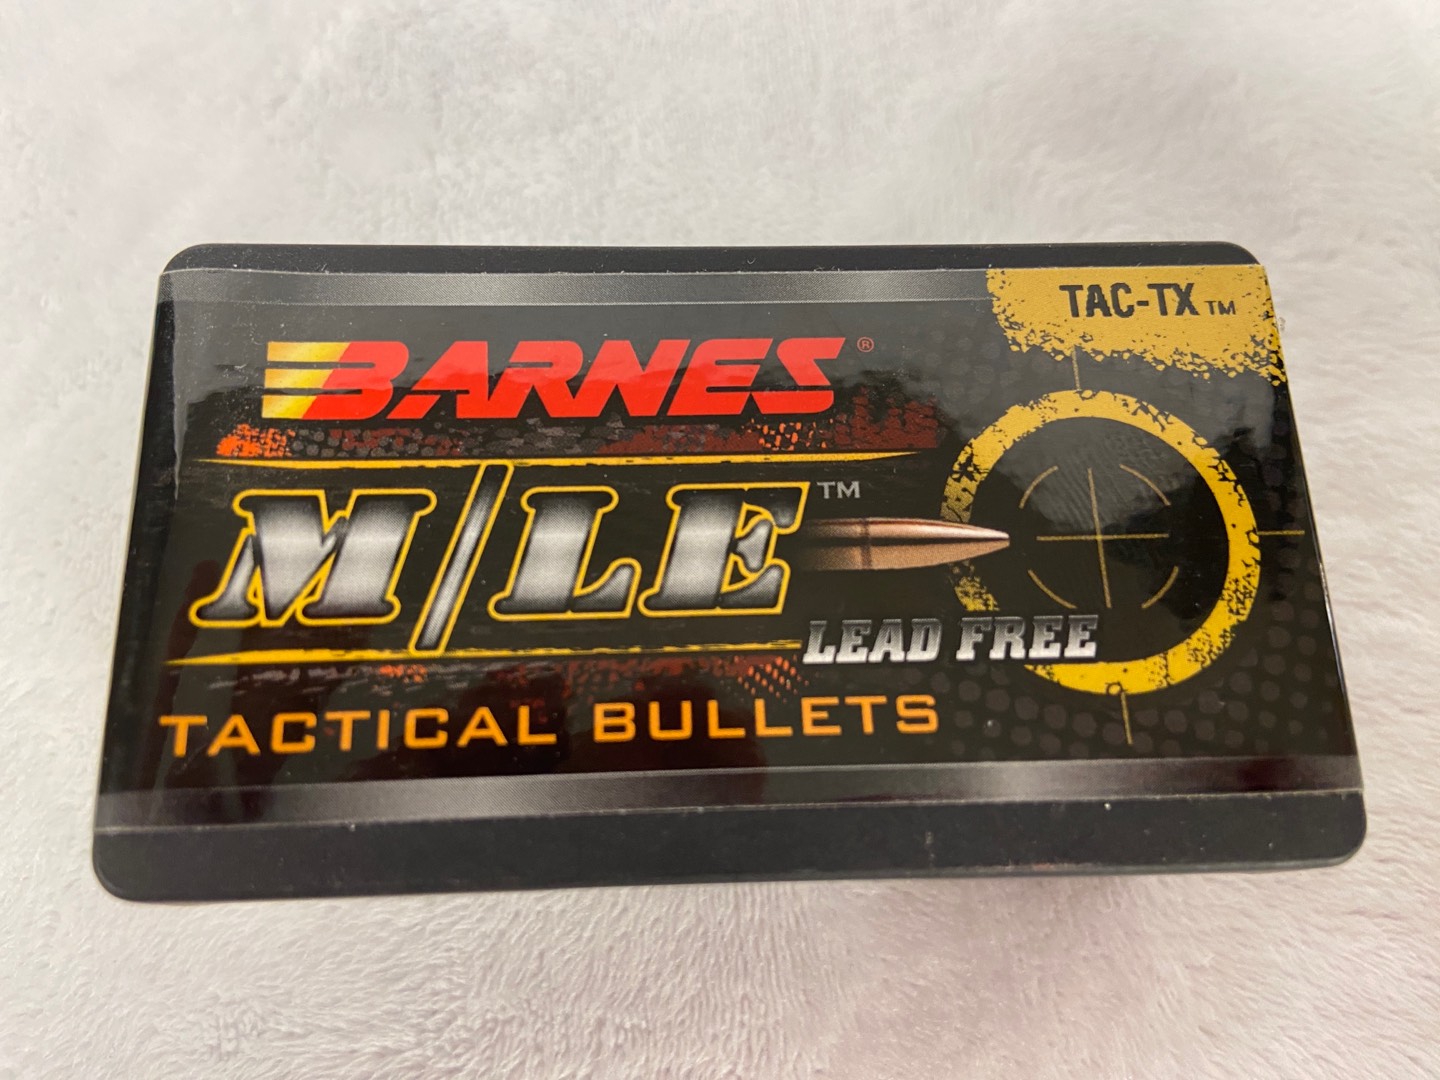 TAC-TX™
BARNES®
M/LE™
LEAD FREE
TACTICAL BULLETS